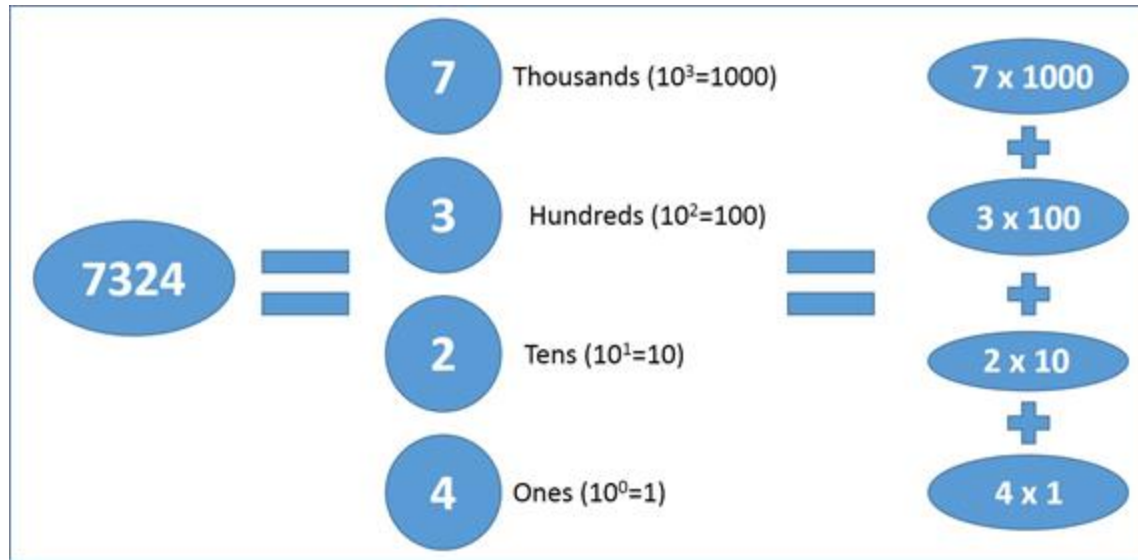 7324
7 Thousands (10³=1000)
3 Hundreds (10²=100)
2 Tens (10¹=10)
4 Ones (10⁰=1)
7 x 1000
3 x 100
2 x 10
4 x 1